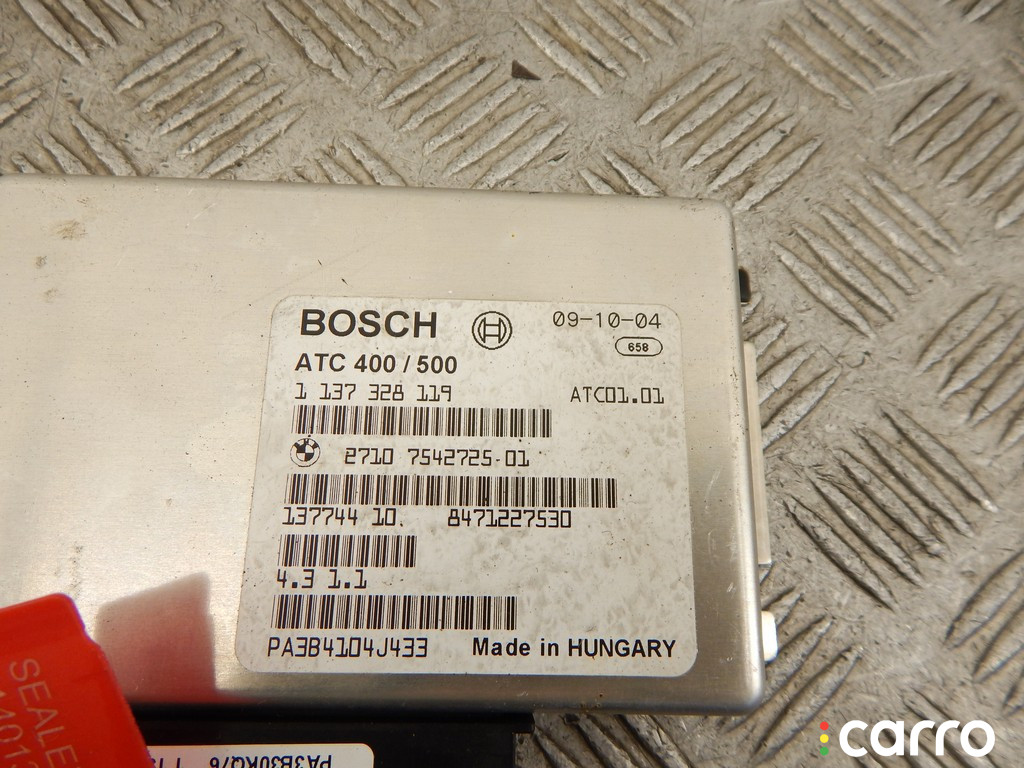 BOSCH 09-10-04
658
ATC 400 / 500
1 137 328 119 ATC01.01
2710 7542725-01
137744 10. 8471227530
4.3 1.1
PA3B4104J433 Made in HUNGARY
SEALE
PA3B30KQ76
carro